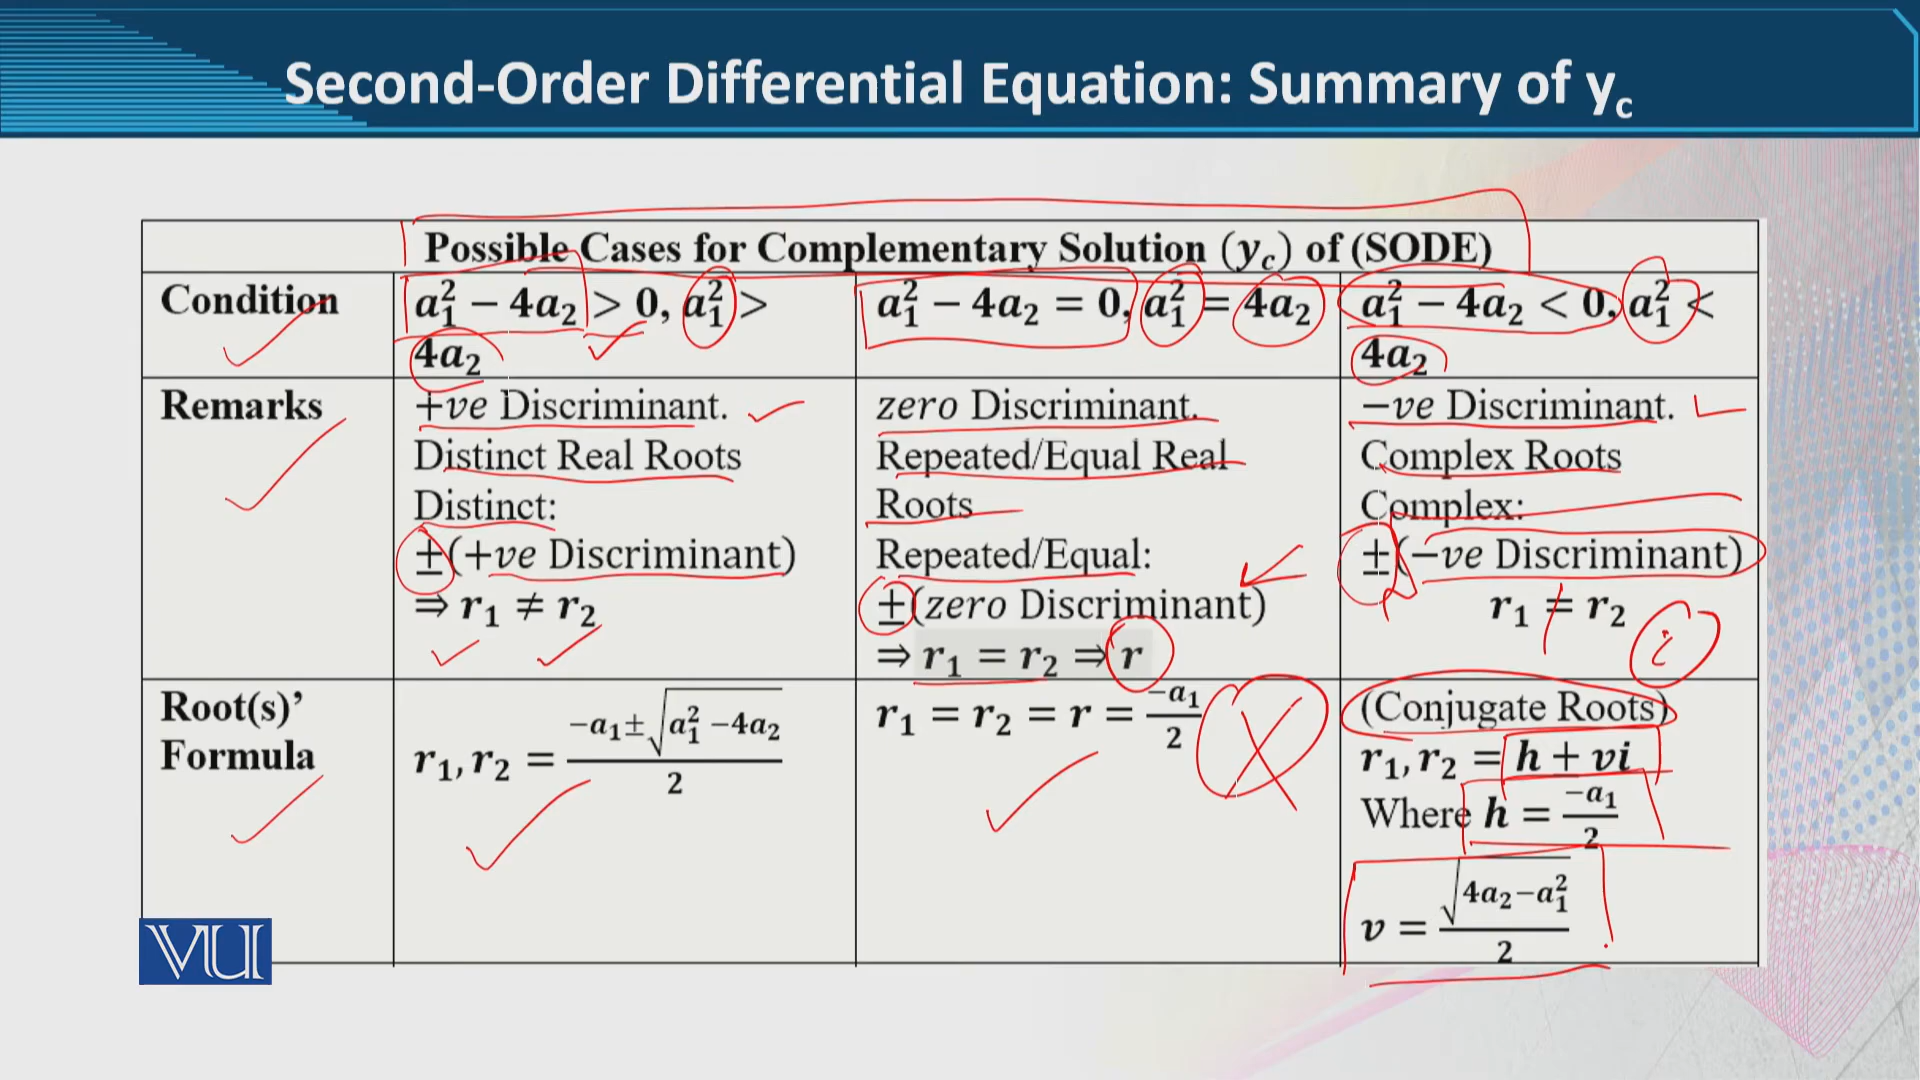 Second-Order Differential Equation: Summary of y_c
Possible Cases for Complementary Solution (y_c) of (SODE)
Condition
a₁² − 4a₂ > 0, a₁² >
4a₂
a₁² − 4a₂ = 0, a₁² = 4a₂
a₁² − 4a₂ < 0, a₁² <
4a₂
Remarks
+ve Discriminant.
Distinct Real Roots
Distinct:
±(+ve Discriminant)
⇒ r₁ ≠ r₂
zero Discriminant.
Repeated/Equal Real
Roots
Repeated/Equal:
±(zero Discriminant)
⇒ r₁ = r₂ ⇒ r
−ve Discriminant.
Complex Roots
Complex:
±(−ve Discriminant)
r₁ ≠ r₂
i
Root(s)’
Formula
r₁, r₂ = (−a₁±√(a₁² −4a₂))/2
r₁ = r₂ = r = −a₁/2
(Conjugate Roots)
r₁, r₂ = h + vi
Where h = −a₁/2
v = √(4a₂−a₁²)/2
VU